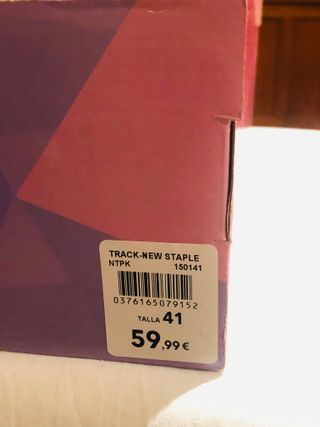 TRACK-NEW STAPLE
NTPK 150141
0376165079152
TALLA 41
59,99 €